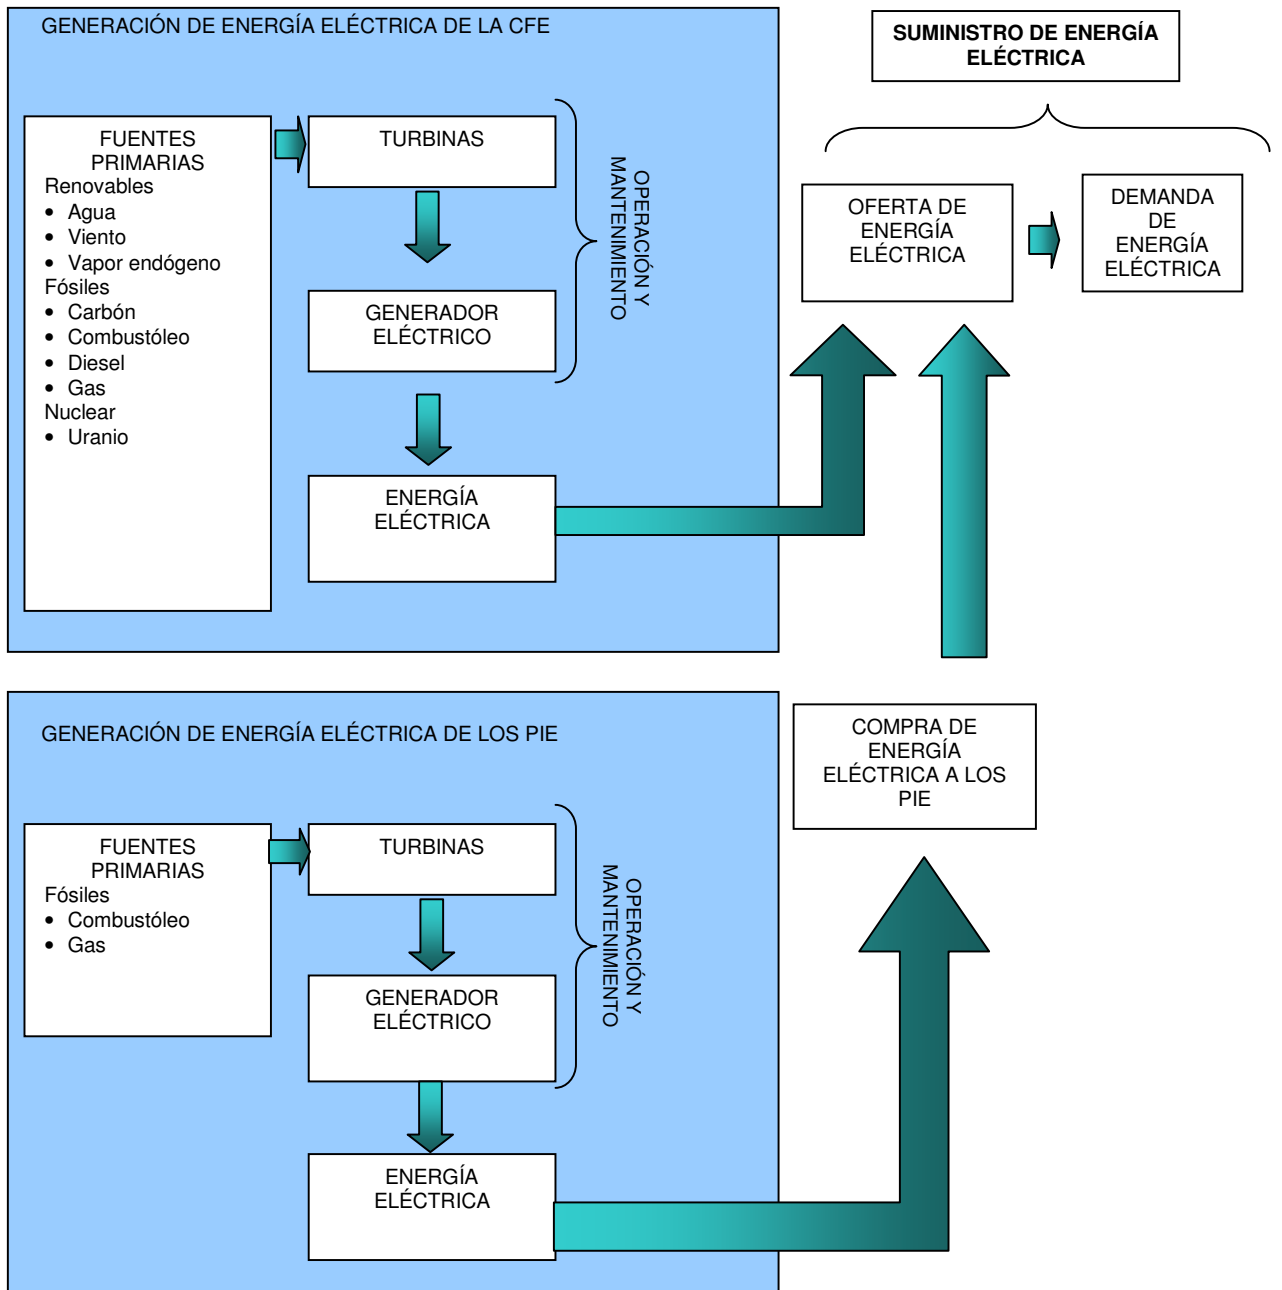 GENERACIÓN DE ENERGÍA ELÉCTRICA DE LA CFE
SUMINISTRO DE ENERGÍA
ELÉCTRICA
FUENTES
PRIMARIAS
Renovables
• Agua
• Viento
• Vapor endógeno
Fósiles
• Carbón
• Combustóleo
• Diesel
• Gas
Nuclear
• Uranio
TURBINAS
GENERADOR
ELÉCTRICO
ENERGÍA
ELÉCTRICA
OPERACIÓN Y
MANTENIMIENTO
OFERTA DE
ENERGÍA
ELÉCTRICA
DEMANDA
DE
ENERGÍA
ELÉCTRICA
GENERACIÓN DE ENERGÍA ELÉCTRICA DE LOS PIE
FUENTES
PRIMARIAS
Fósiles
• Combustóleo
• Gas
TURBINAS
GENERADOR
ELÉCTRICO
ENERGÍA
ELÉCTRICA
OPERACIÓN Y
MANTENIMIENTO
COMPRA DE
ENERGÍA
ELÉCTRICA A LOS
PIE